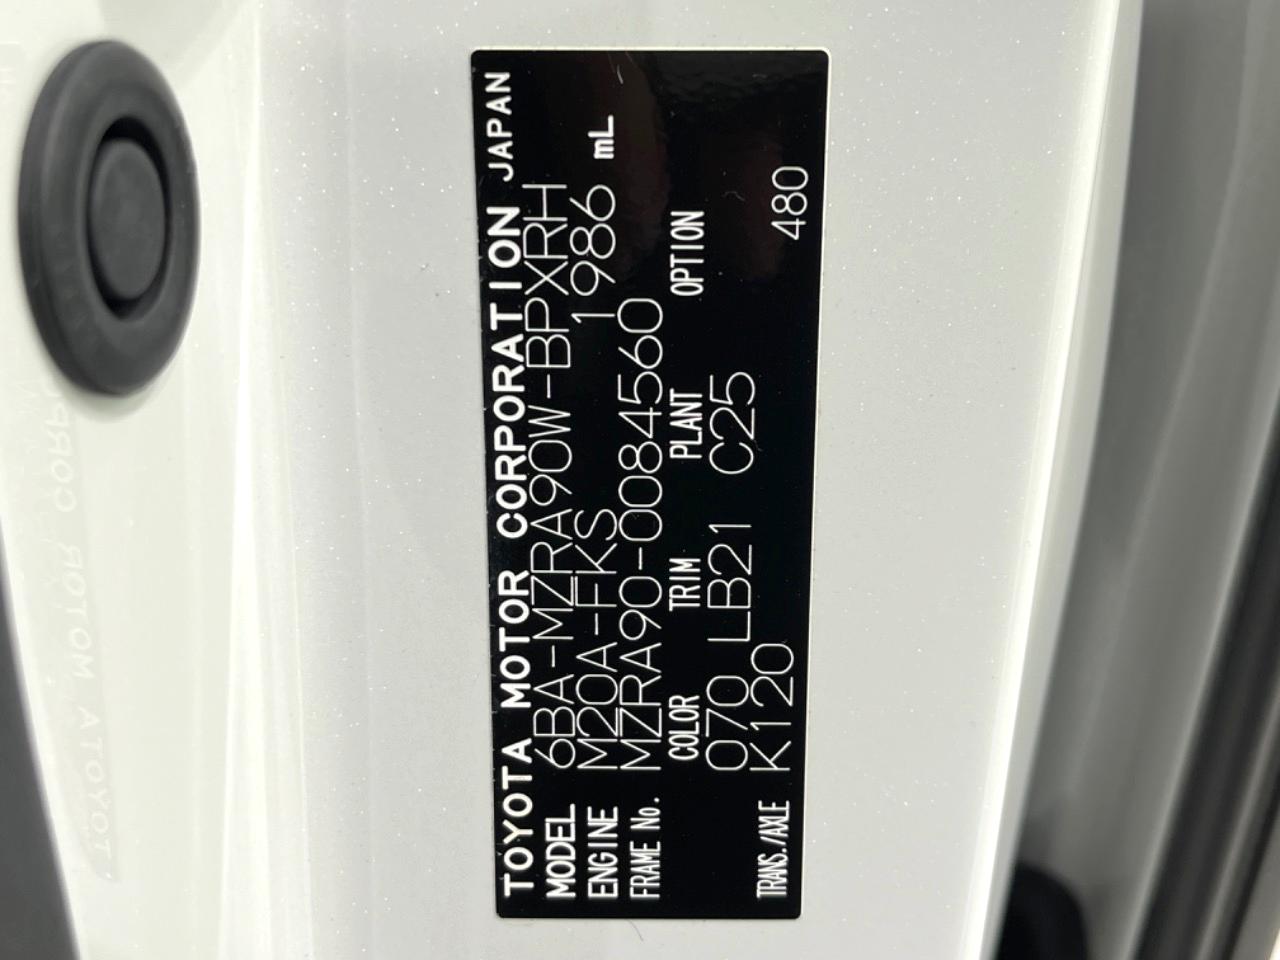 TOYOTA MOTOR CORPORATION JAPAN
MODEL 6BA-MZRA90W-BPXRH
ENGINE M20A-FKS 1986 mL
FRAME No. MZRA90-0084560
COLOR TRIM PLANT OPTION
070 LB21 C25
TRANS./AXLE K120 480